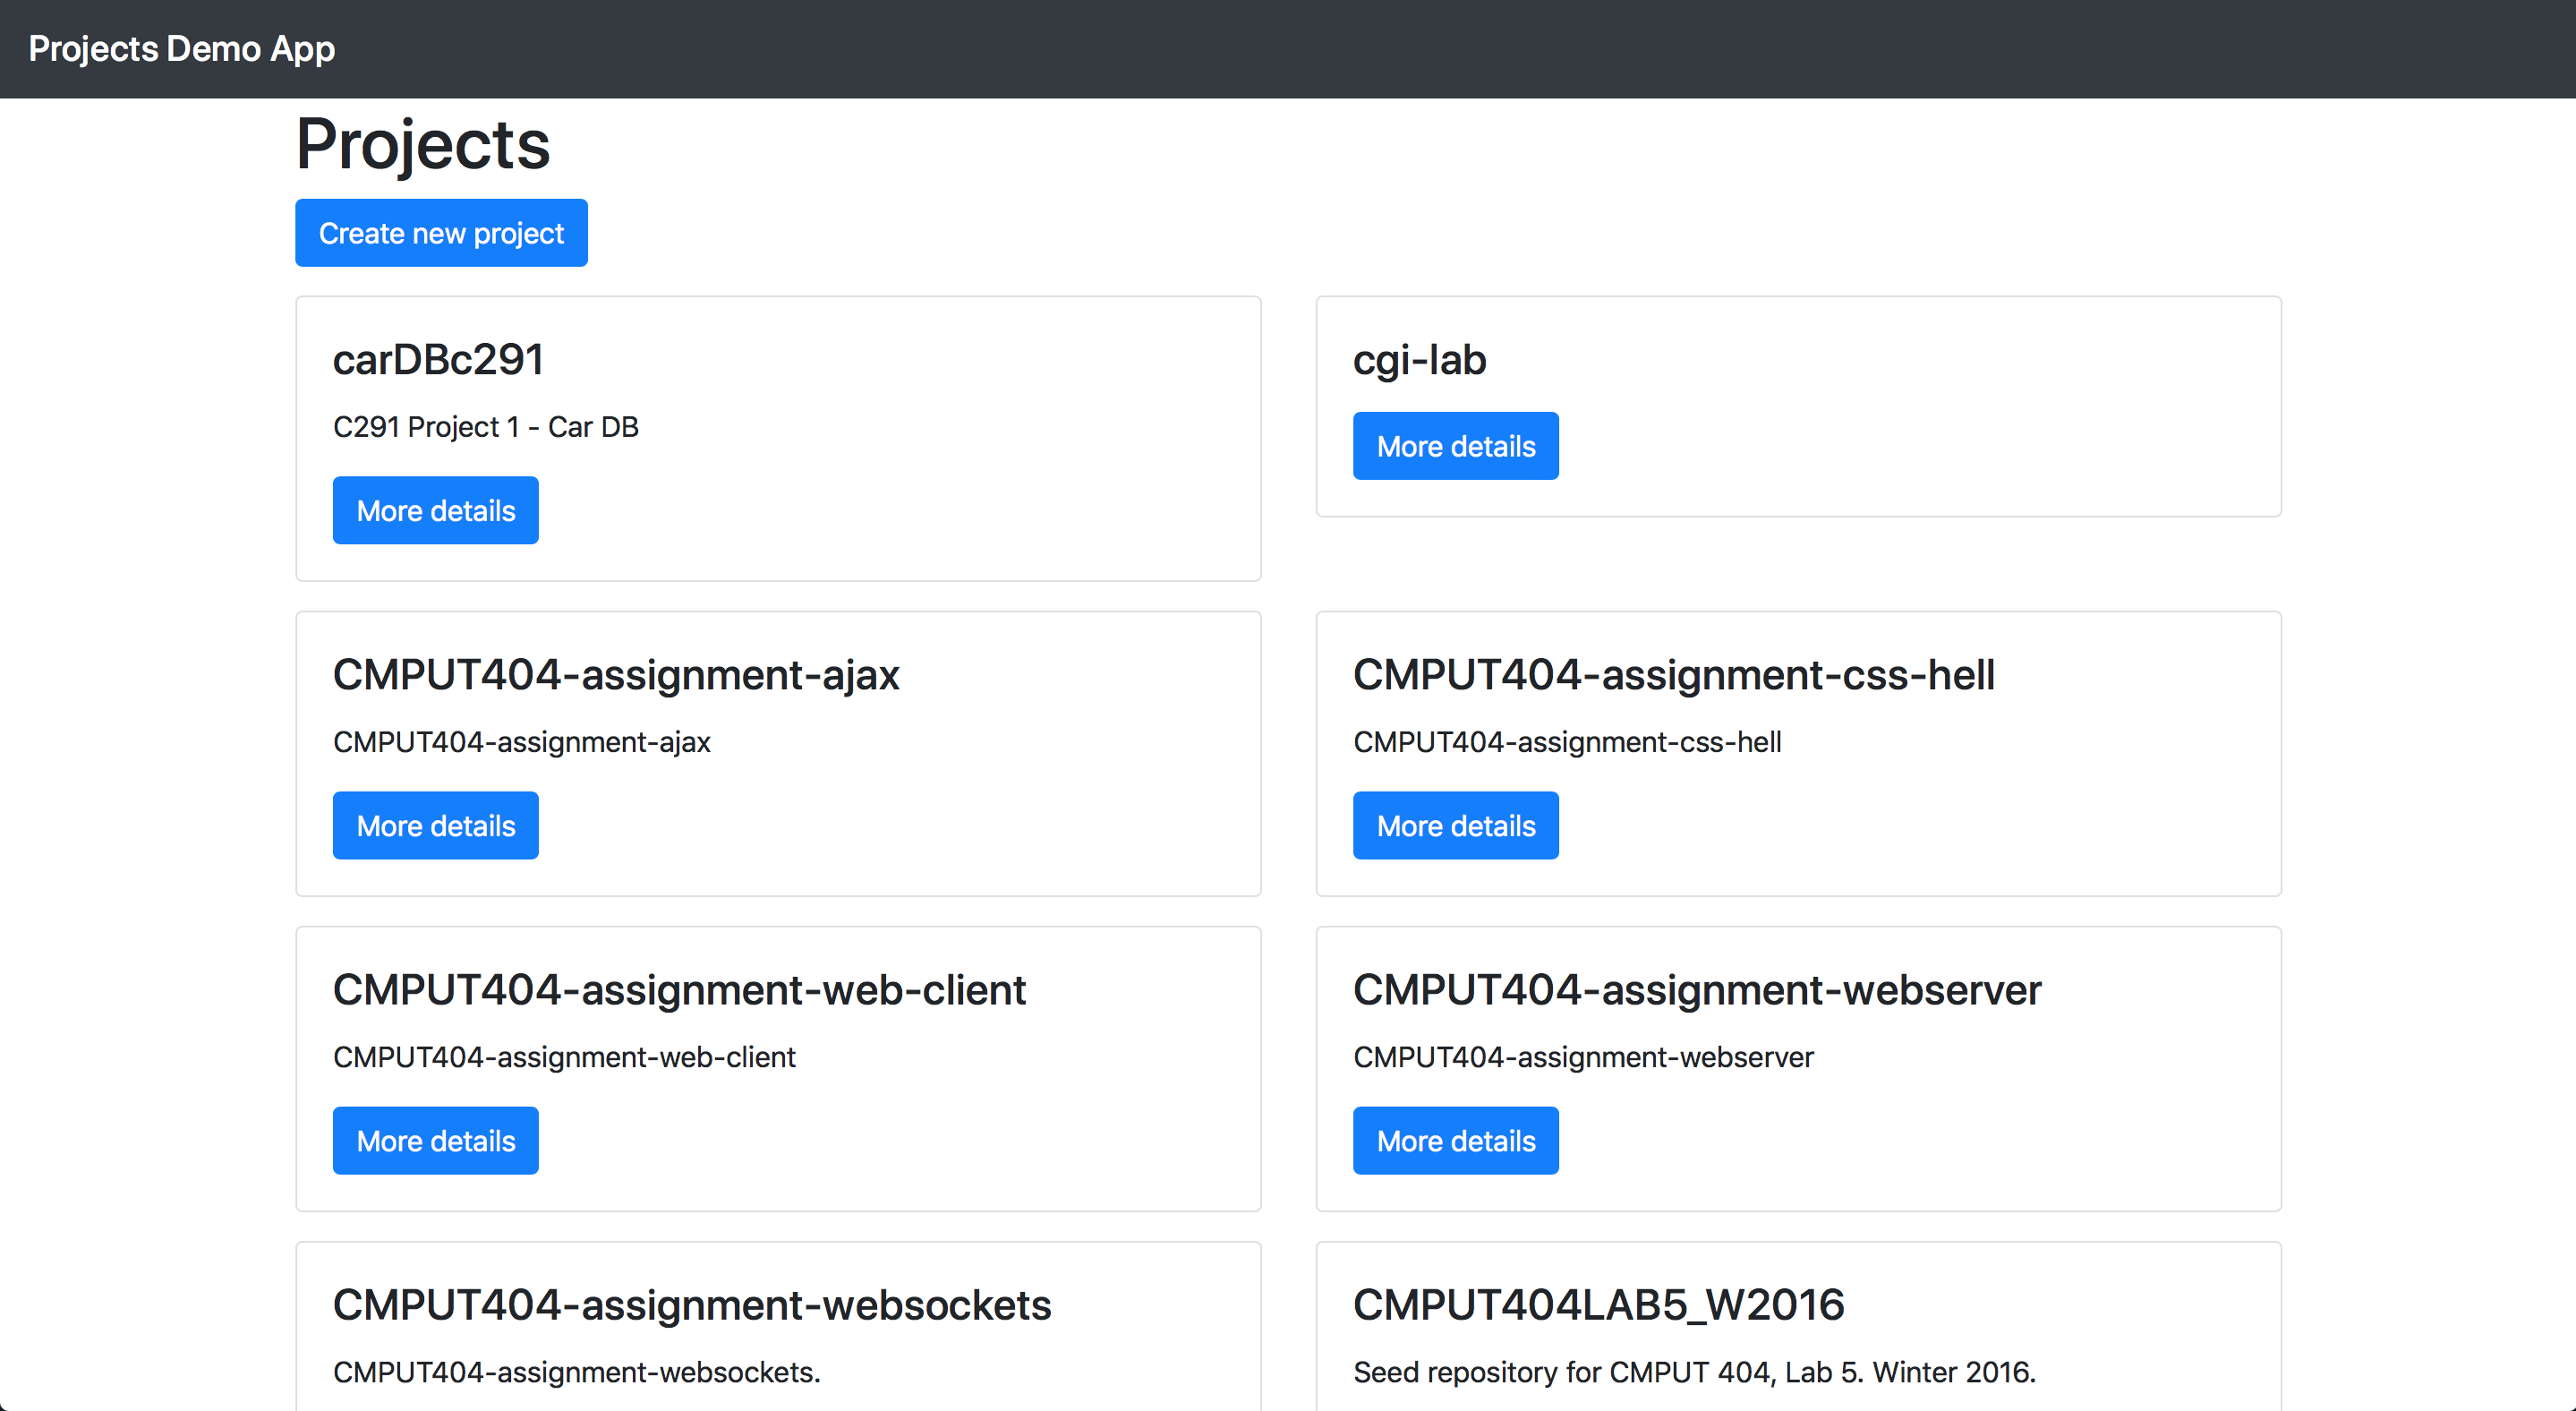 Projects Demo App
Projects
Create new project
carDBc291
C291 Project 1 - Car DB
More details
cgi-lab
More details
CMPUT404-assignment-ajax
CMPUT404-assignment-ajax
More details
CMPUT404-assignment-css-hell
CMPUT404-assignment-css-hell
More details
CMPUT404-assignment-web-client
CMPUT404-assignment-web-client
More details
CMPUT404-assignment-webserver
CMPUT404-assignment-webserver
More details
CMPUT404-assignment-websockets
CMPUT404-assignment-websockets.
CMPUT404LAB5_W2016
Seed repository for CMPUT 404, Lab 5. Winter 2016.